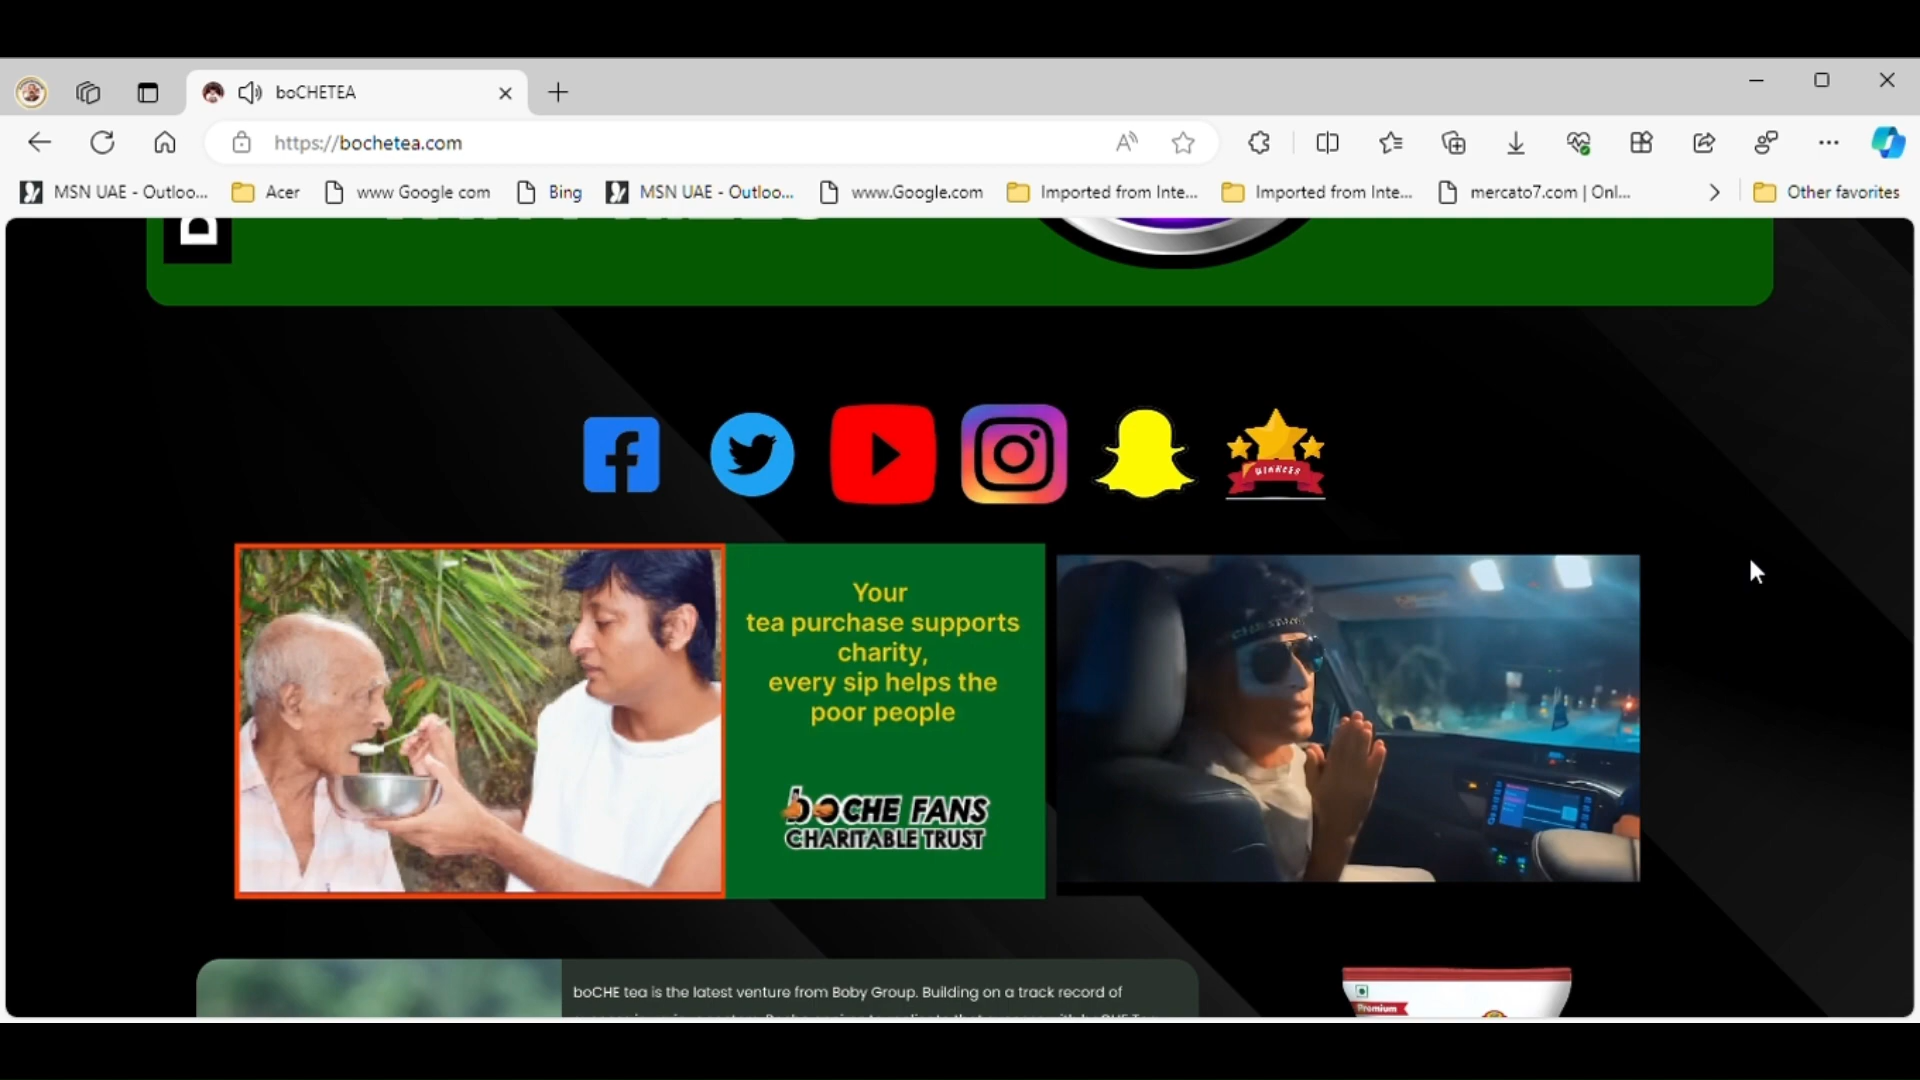 boCHETEA
https://bochetea.com
MSN UAE - Outloo...
Acer
www Google com
Bing
MSN UAE - Outloo...
www.Google.com
Imported from Inte...
Imported from Inte...
mercato7.com | Onl...
Other favorites
WINNERS
Your
tea purchase supports
charity,
every sip helps the
poor people
boCHE FANS
CHARITABLE TRUST
boCHE tea is the latest venture from Boby Group. Building on a track record of
Premium